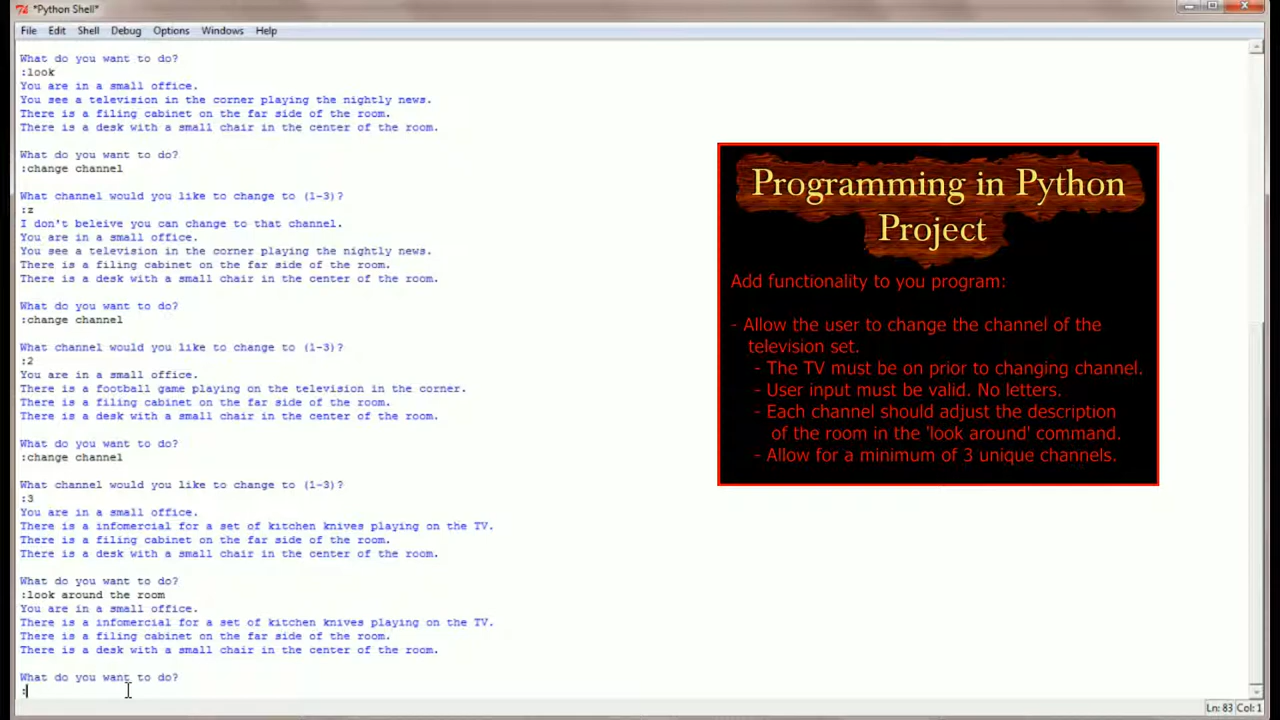 *Python Shell*
File Edit Shell Debug Options Windows Help
What do you want to do?
:look
You are in a small office.
You see a television in the corner playing the nightly news.
There is a filing cabinet on the far side of the room.
There is a desk with a small chair in the center of the room.
What do you want to do?
:change channel
What channel would you like to change to (1-3)?
:z
I don't beleive you can change to that channel.
You are in a small office.
You see a television in the corner playing the nightly news.
There is a filing cabinet on the far side of the room.
There is a desk with a small chair in the center of the room.
What do you want to do?
:change channel
What channel would you like to change to (1-3)?
:2
You are in a small office.
There is a football game playing on the television in the corner.
There is a filing cabinet on the far side of the room.
There is a desk with a small chair in the center of the room.
What do you want to do?
:change channel
What channel would you like to change to (1-3)?
:3
You are in a small office.
There is a infomercial for a set of kitchen knives playing on the TV.
There is a filing cabinet on the far side of the room.
There is a desk with a small chair in the center of the room.
What do you want to do?
:look around the room
You are in a small office.
There is a infomercial for a set of kitchen knives playing on the TV.
There is a filing cabinet on the far side of the room.
There is a desk with a small chair in the center of the room.
What do you want to do?
:
Programming in Python
Project
Add functionality to you program:
- Allow the user to change the channel of the
television set.
- The TV must be on prior to changing channel.
- User input must be valid. No letters.
- Each channel should adjust the description
of the room in the 'look around' command.
- Allow for a minimum of 3 unique channels.
Ln: 83 Col: 1